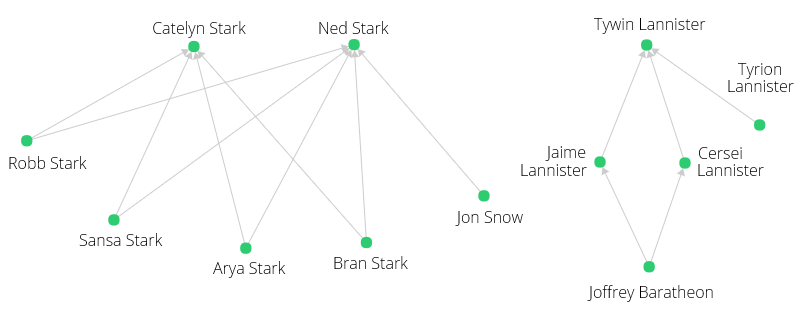 Catelyn Stark
Ned Stark
Tywin Lannister
Tyrion
Lannister
Robb Stark
Jaime
Lannister
Cersei
Lannister
Sansa Stark
Arya Stark
Bran Stark
Jon Snow
Joffrey Baratheon